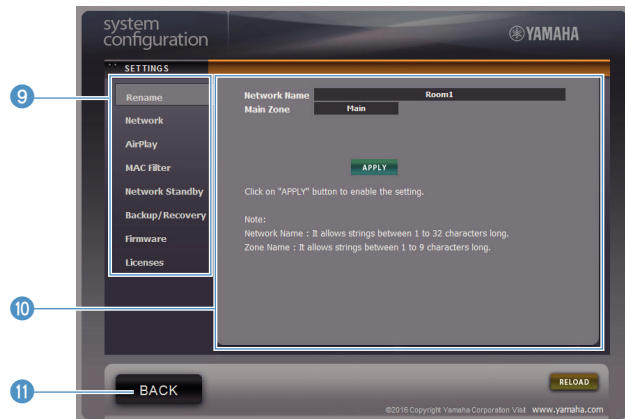 system
configuration
YAMAHA
SETTINGS
9
Rename
Network
AirPlay
MAC Filter
Network Standby
Backup/Recovery
Firmware
Licenses
Network Name Room1
Main Zone Main
APPLY
Click on "APPLY" button to enable the setting.
Note:
Network Name : It allows strings between 1 to 32 characters long.
Zone Name : It allows strings between 1 to 9 characters long.
10
11
BACK
RELOAD
©2016 Copyright Yamaha Corporation Visit www.yamaha.com